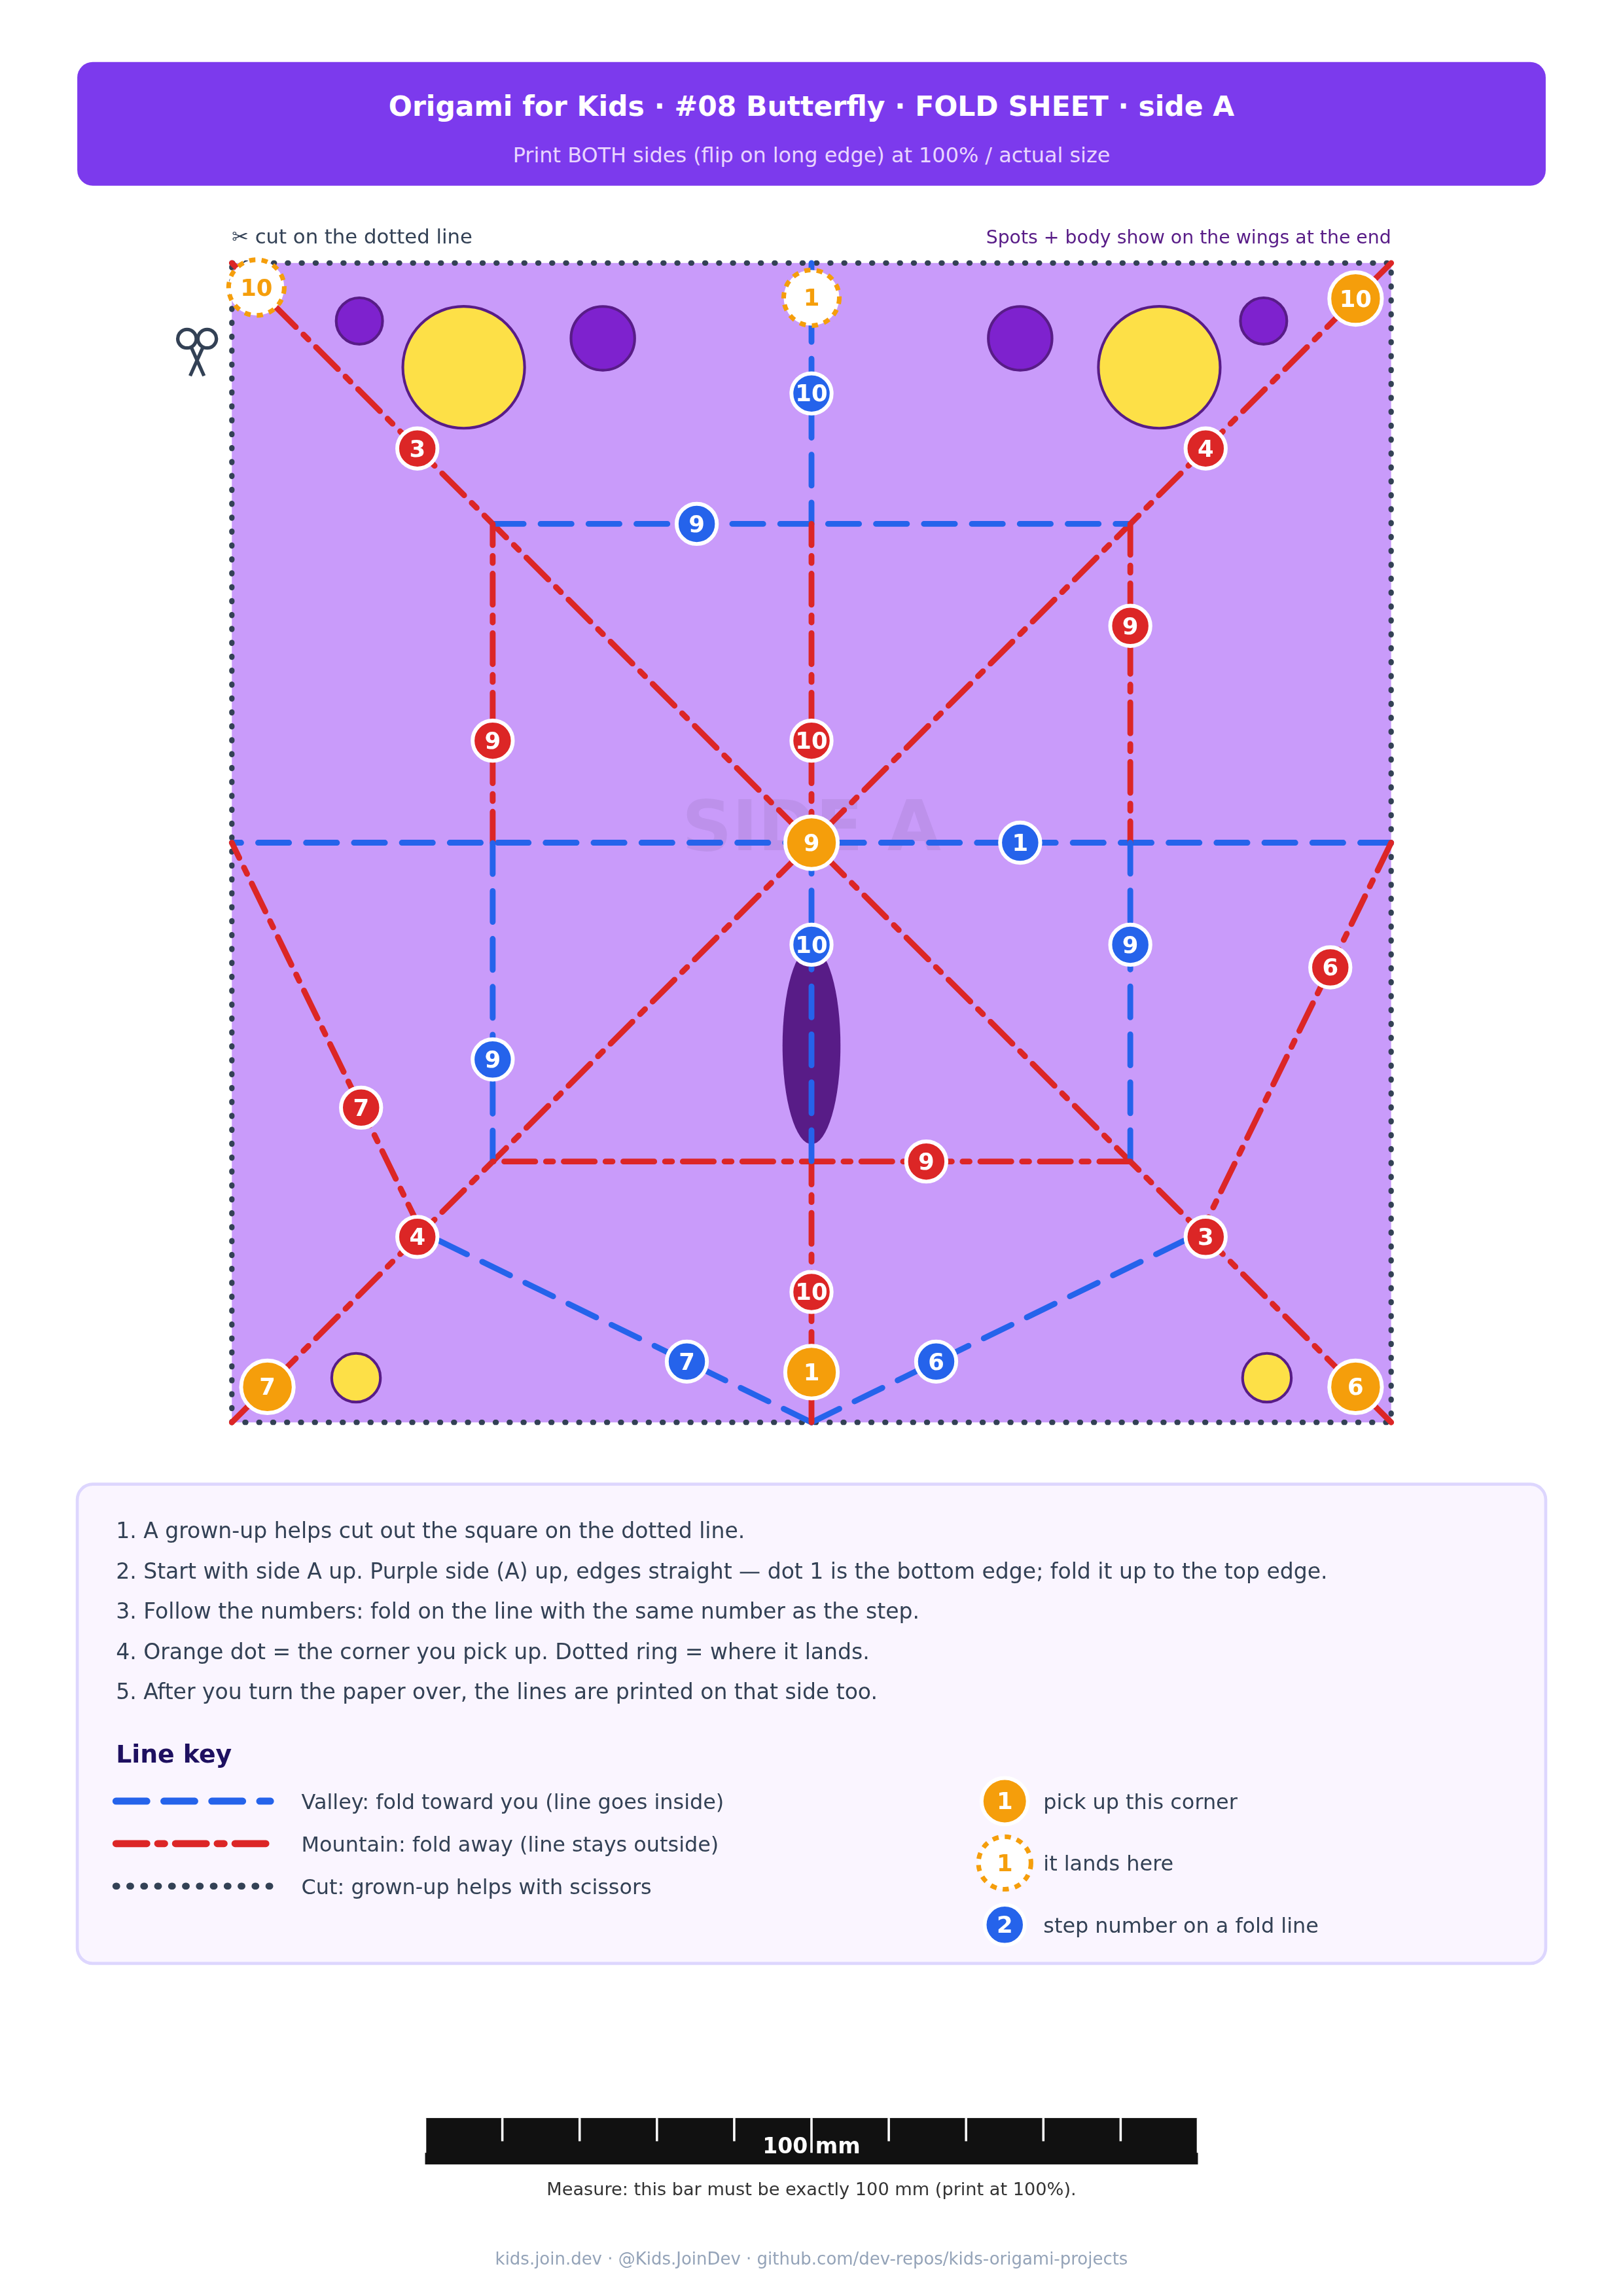 Origami for Kids · #08 Butterfly · FOLD SHEET · side A
Print BOTH sides (flip on long edge) at 100% / actual size
✂ cut on the dotted line
Spots + body show on the wings at the end
10
1
10
10
3
4
9
9
9
10
SIDE A
9
1
10
9
6
9
7
9
4
3
10
7
6
7
1
6
1. A grown-up helps cut out the square on the dotted line.
2. Start with side A up. Purple side (A) up, edges straight — dot 1 is the bottom edge; fold it up to the top edge.
3. Follow the numbers: fold on the line with the same number as the step.
4. Orange dot = the corner you pick up. Dotted ring = where it lands.
5. After you turn the paper over, the lines are printed on that side too.
Line key
Valley: fold toward you (line goes inside)
1 pick up this corner
Mountain: fold away (line stays outside)
1 it lands here
Cut: grown-up helps with scissors
2 step number on a fold line
100 mm
Measure: this bar must be exactly 100 mm (print at 100%).
kids.join.dev · @Kids.JoinDev · github.com/dev-repos/kids-origami-projects